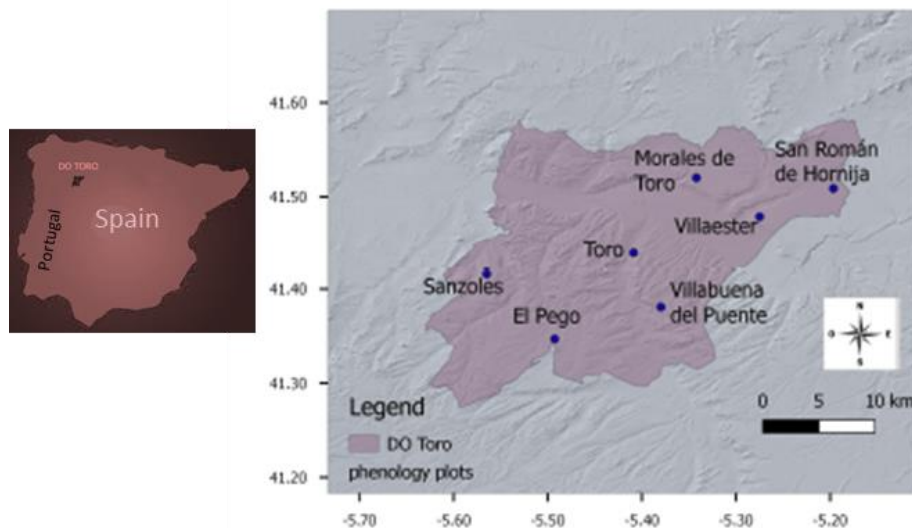 DO TORO
Spain
Portugal
41.60
41.50
41.40
41.30
41.20
Morales de
Toro
San Román
de Hornija
Villaester
Toro
Sanzoles
Villabuena
del Puente
El Pego
N
O
E
S
Legend
DO Toro
phenology plots
0 5 10 km
-5.70 -5.60 -5.50 -5.40 -5.30 -5.20